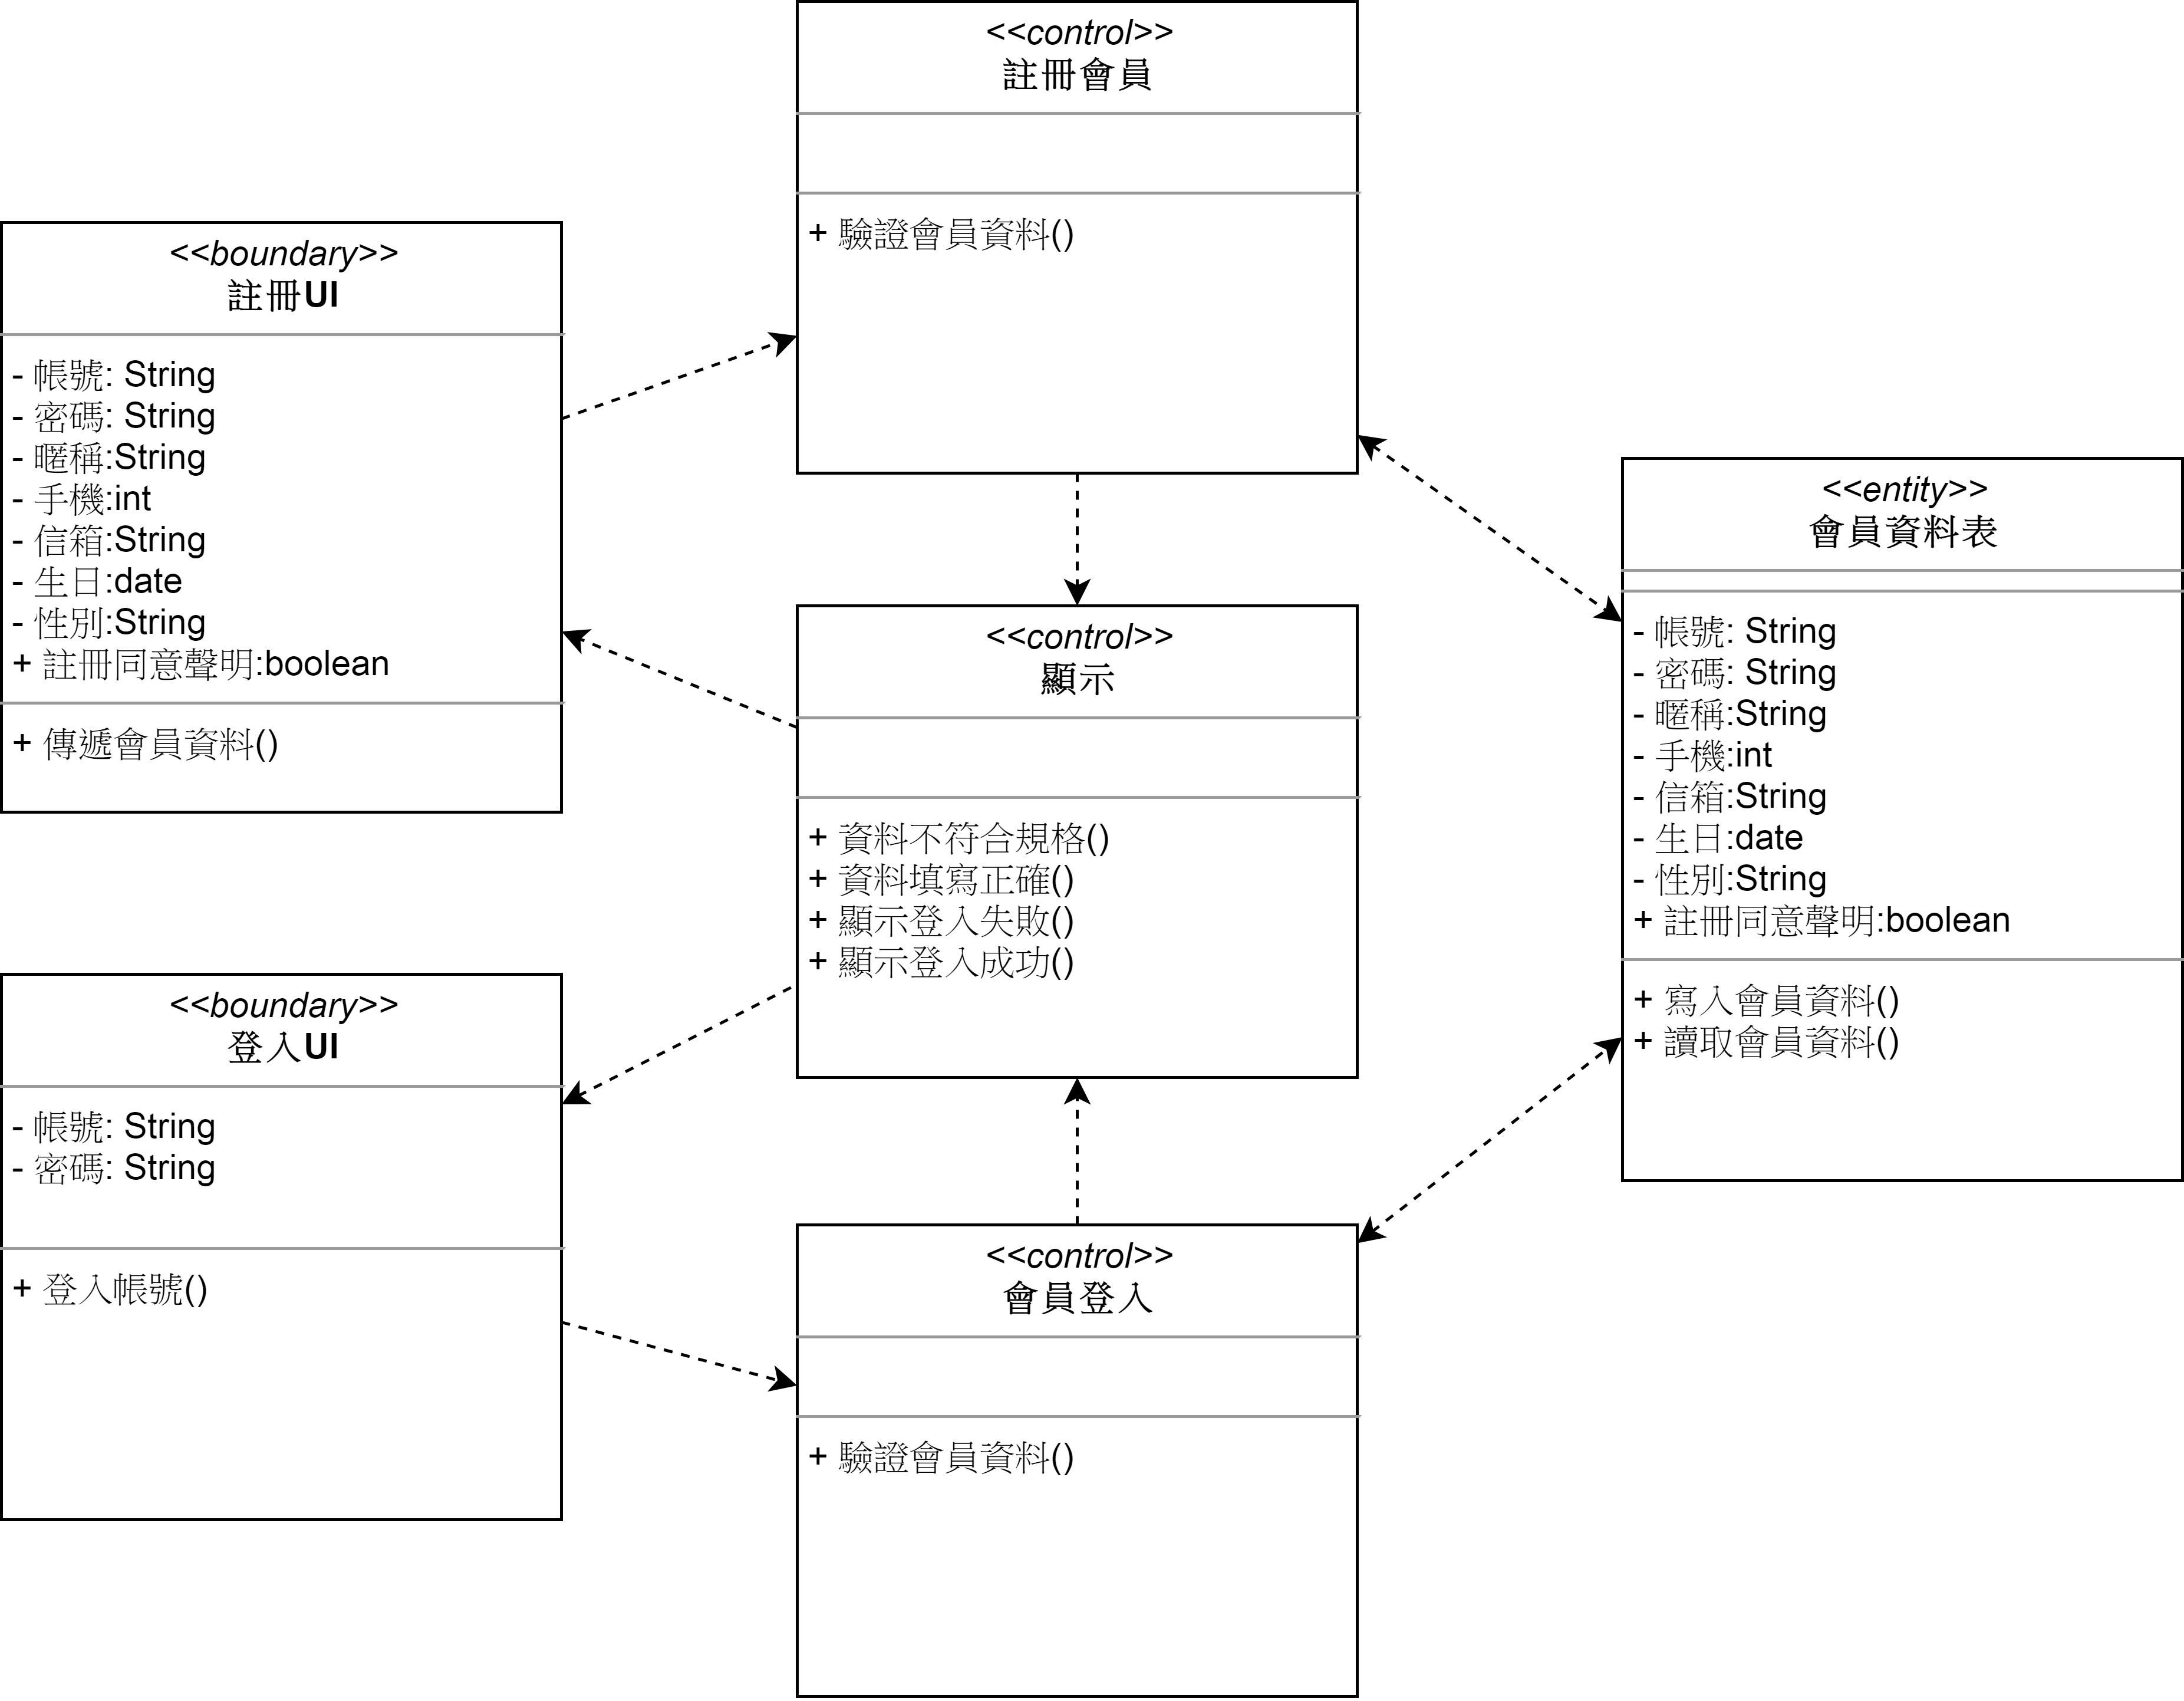 <<control>>
註冊會員
+ 驗證會員資料()
<<boundary>>
註冊UI
- 帳號: String
- 密碼: String
- 暱稱:String
- 手機:int
- 信箱:String
- 生日:date
- 性別:String
+ 註冊同意聲明:boolean
+ 傳遞會員資料()
<<control>>
顯示
+ 資料不符合規格()
+ 資料填寫正確()
+ 顯示登入失敗()
+ 顯示登入成功()
<<entity>>
會員資料表
- 帳號: String
- 密碼: String
- 暱稱:String
- 手機:int
- 信箱:String
- 生日:date
- 性別:String
+ 註冊同意聲明:boolean
+ 寫入會員資料()
+ 讀取會員資料()
<<boundary>>
登入UI
- 帳號: String
- 密碼: String
+ 登入帳號()
<<control>>
會員登入
+ 驗證會員資料()